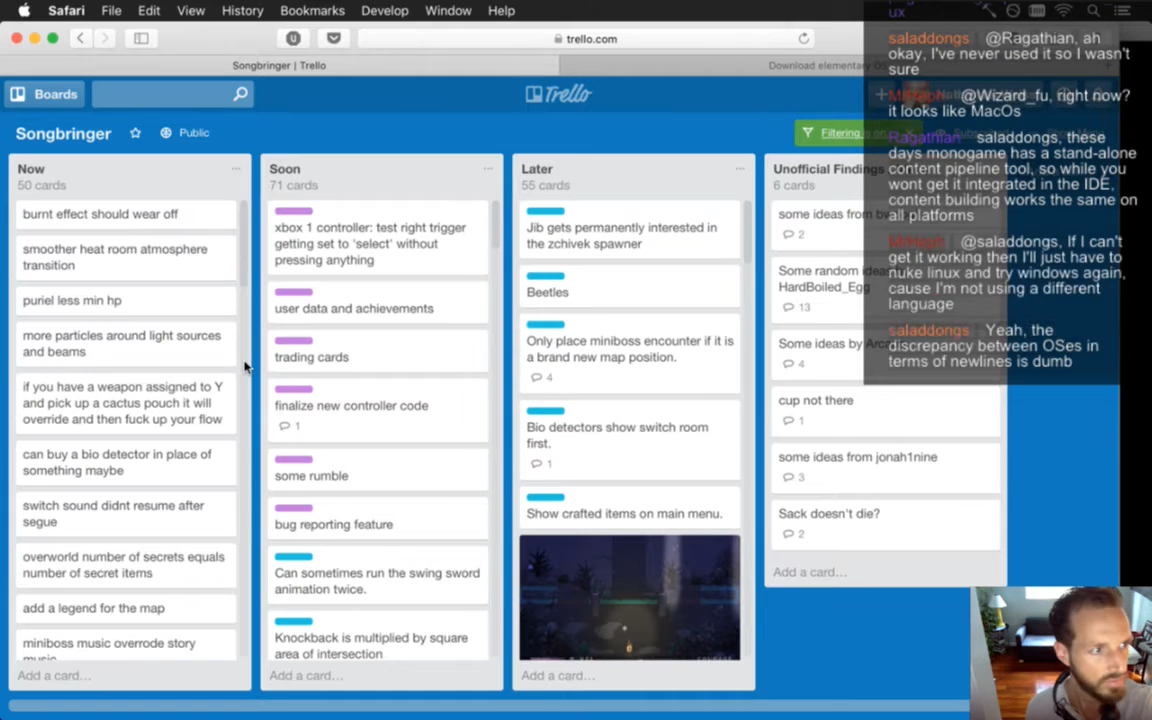 Safari File Edit View History Bookmarks Develop Window Help
trello.com
Songbringer | Trello
Download elementary OS
Boards
Trello
Songbringer
Public
Filtering is on
Now
50 cards
burnt effect should wear off
smoother heat room atmosphere
transition
puriel less min hp
more particles around light sources
and beams
if you have a weapon assigned to Y
and pick up a cactus pouch it will
override and then fuck up your flow
can buy a bio detector in place of
something maybe
switch sound didnt resume after
segue
overworld number of secrets equals
number of secret items
add a legend for the map
miniboss music overrode story
music
Add a card...
Soon
71 cards
xbox 1 controller: test right trigger
getting set to 'select' without
pressing anything
user data and achievements
trading cards
finalize new controller code
1
some rumble
bug reporting feature
Can sometimes run the swing sword
animation twice.
Knockback is multiplied by square
area of intersection
Add a card...
Later
55 cards
Jib gets permanently interested in
the zchivek spawner
Beetles
Only place miniboss encounter if it is
a brand new map position.
4
Bio detectors show switch room
first.
1
Show crafted items on main menu.
Add a card...
Unofficial Findings
6 cards
some ideas from
2
Some random ideas
HardBoiled_Egg
13
Some ideas by
4
cup not there
1
some ideas from jonah1nine
3
Sack doesn't die?
2
Add a card...
ux
saladdongs @Ragathian, ah
okay, I've never used it so I wasn't
sure
@Wizard_fu, right now?
it looks like MacOs
Ragathian saladdongs, these
days monogame has a stand-alone
content pipeline tool, so while you
wont get it integrated in the IDE,
content building works the same on
all platforms
@saladdongs, If I can't
get it working then I'll just have to
nuke linux and try windows again,
cause I'm not using a different
language
saladdongs Yeah, the
discrepancy between OSes in
terms of newlines is dumb